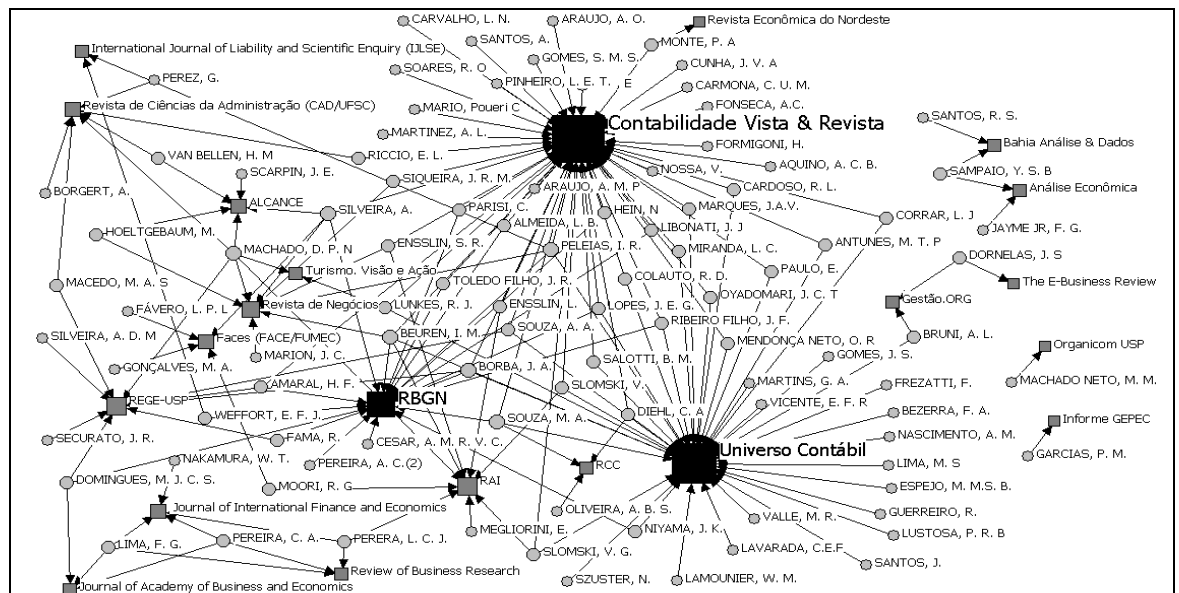 CARVALHO, L. N.
ARAUJO, A. O.
Revista Econômica do Nordeste
SANTOS, A.
MONTE, P. A
International Journal of Liability and Scientific Enquiry (IJLSE)
GOMES, S. M. S.
CUNHA, J. V. A
SOARES, R. O
PEREZ, G.
PINHEIRO, L. E. T.
E
CARMONA, C. U. M.
Revista de Ciências da Administração (CAD/UFSC)
MARIO, Poueri C
FONSECA, A.C.
Contabilidade Vista & Revista
SANTOS, R. S.
MARTINEZ, A. L.
FORMIGONI, H.
Bahia Análise & Dados
VAN BELLEN, H. M
RICCIO, E. L.
AQUINO, A. C. B.
SCARPIN, J. E.
NOSSA, V.
SAMPAIO, Y. S. B
SIQUEIRA, J. R. M.
ARAUJO, A. M. P
CARDOSO, R. L.
Análise Econômica
BORGERT, A.
ALCANCE
SILVEIRA, A.
PARISI, C.
HEIN, N
MARQUES, J.A.V.
CORRAR, L. J
ALMEIDA, L. B.
LIBONATI, J. J
JAYME JR, F. G.
HOELTGEBAUM, M.
MACHADO, D. P. N
ENSSLIN, S. R.
PELEIAS, I. R.
MIRANDA, L. C.
ANTUNES, M. T. P
DORNELAS, J. S
Turismo. Visão e Ação
COLAUTO, R. D.
PAULO, E.
MACEDO, M. A. S
TOLEDO FILHO, J. R.
The E-Business Review
OYADOMARI, J. C. T
FÁVERO, L. P. L
Revista de Negócios
LUNKES, R. J.
ENSSLIN, L.
LOPES, J. E. G.
Gestão.ORG
SOUZA, A. A.
RIBEIRO FILHO, J. F.
SILVEIRA, A. D. M
Faces (FACE/FUMEC)
BEUREN, I. M.
MENDONÇA NETO, O. R
BRUNI, A. L.
MARION, J. C.
SALOTTI, B. M.
GOMES, J. S.
Organicom USP
GONÇALVES, M. A.
BORBA, J. A.
AMARAL, H. F.
SLOMSKI, V.
MARTINS, G. A.
FREZATTI, F.
MACHADO NETO, M. M.
REGE-USP
RBGN
VICENTE, E. F. R
WEFFORT, E. F. J.
SOUZA, M. A.
DIEHL, C. A
BEZERRA, F. A.
Informe GEPEC
SECURATO, J. R.
FAMA, R.
CESAR, A. M. R. V. C.
NASCIMENTO, A. M.
Universo Contábil
GARCIAS, P. M.
NAKAMURA, W. T.
PEREIRA, A. C.(2)
RCC
LIMA, M. S
DOMINGUES, M. J. C. S.
MOORI, R. G
RAI
ESPEJO, M. M.S. B.
Journal of International Finance and Economics
OLIVEIRA, A. B. S.
GUERREIRO, R.
VALLE, M. R.
MEGLIORINI, E.
NIYAMA, J. K.
LUSTOSA, P. R. B
LIMA, F. G.
PEREIRA, C. A.
PERERA, L. C. J.
SLOMSKI, V. G.
LAVARADA, C.E.F
SANTOS, J.
Review of Business Research
SZUSTER, N.
LAMOUNIER, W. M.
Journal of Academy of Business and Economics